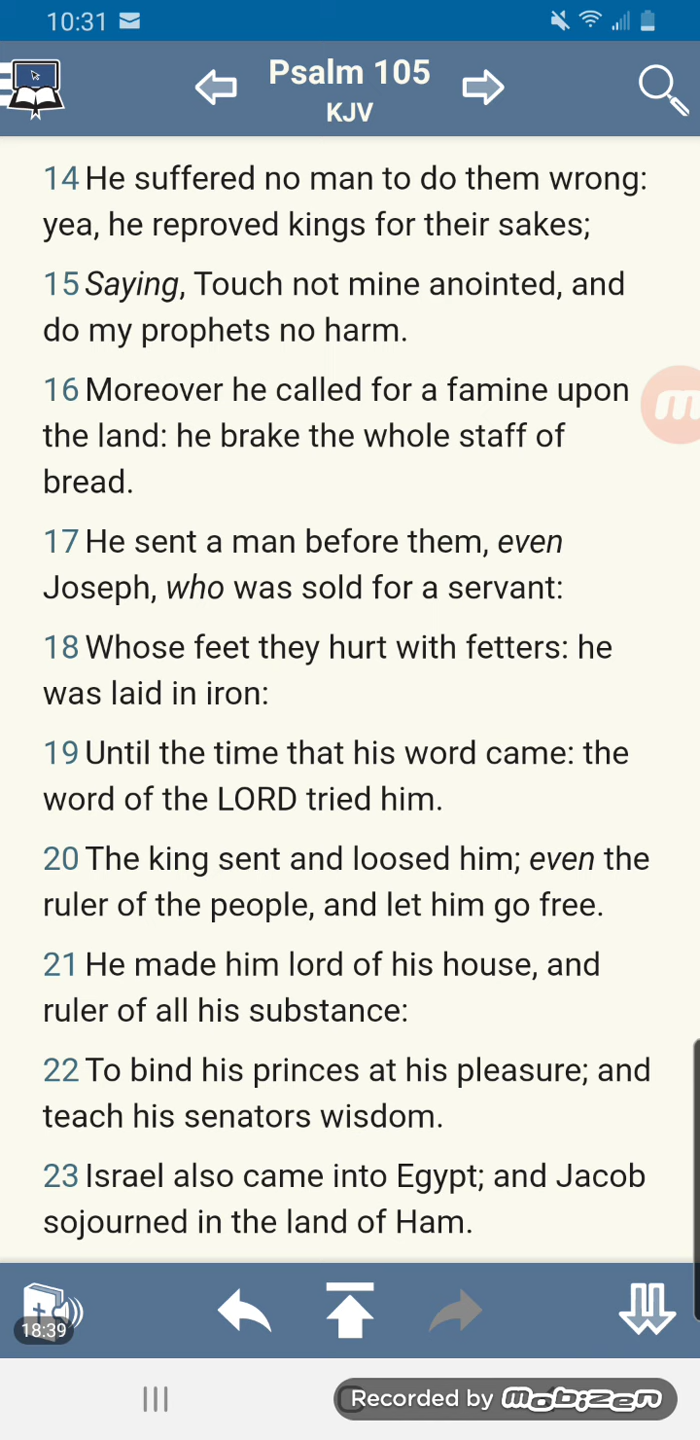 10:31
Psalm 105
KJV
14 He suffered no man to do them wrong:
yea, he reproved kings for their sakes;
15 Saying, Touch not mine anointed, and
do my prophets no harm.
16 Moreover he called for a famine upon
the land: he brake the whole staff of
bread.
17 He sent a man before them, even
Joseph, who was sold for a servant:
18 Whose feet they hurt with fetters: he
was laid in iron:
19 Until the time that his word came: the
word of the LORD tried him.
20 The king sent and loosed him; even the
ruler of the people, and let him go free.
21 He made him lord of his house, and
ruler of all his substance:
22 To bind his princes at his pleasure; and
teach his senators wisdom.
23 Israel also came into Egypt; and Jacob
sojourned in the land of Ham.
18:39
Recorded by mobizen